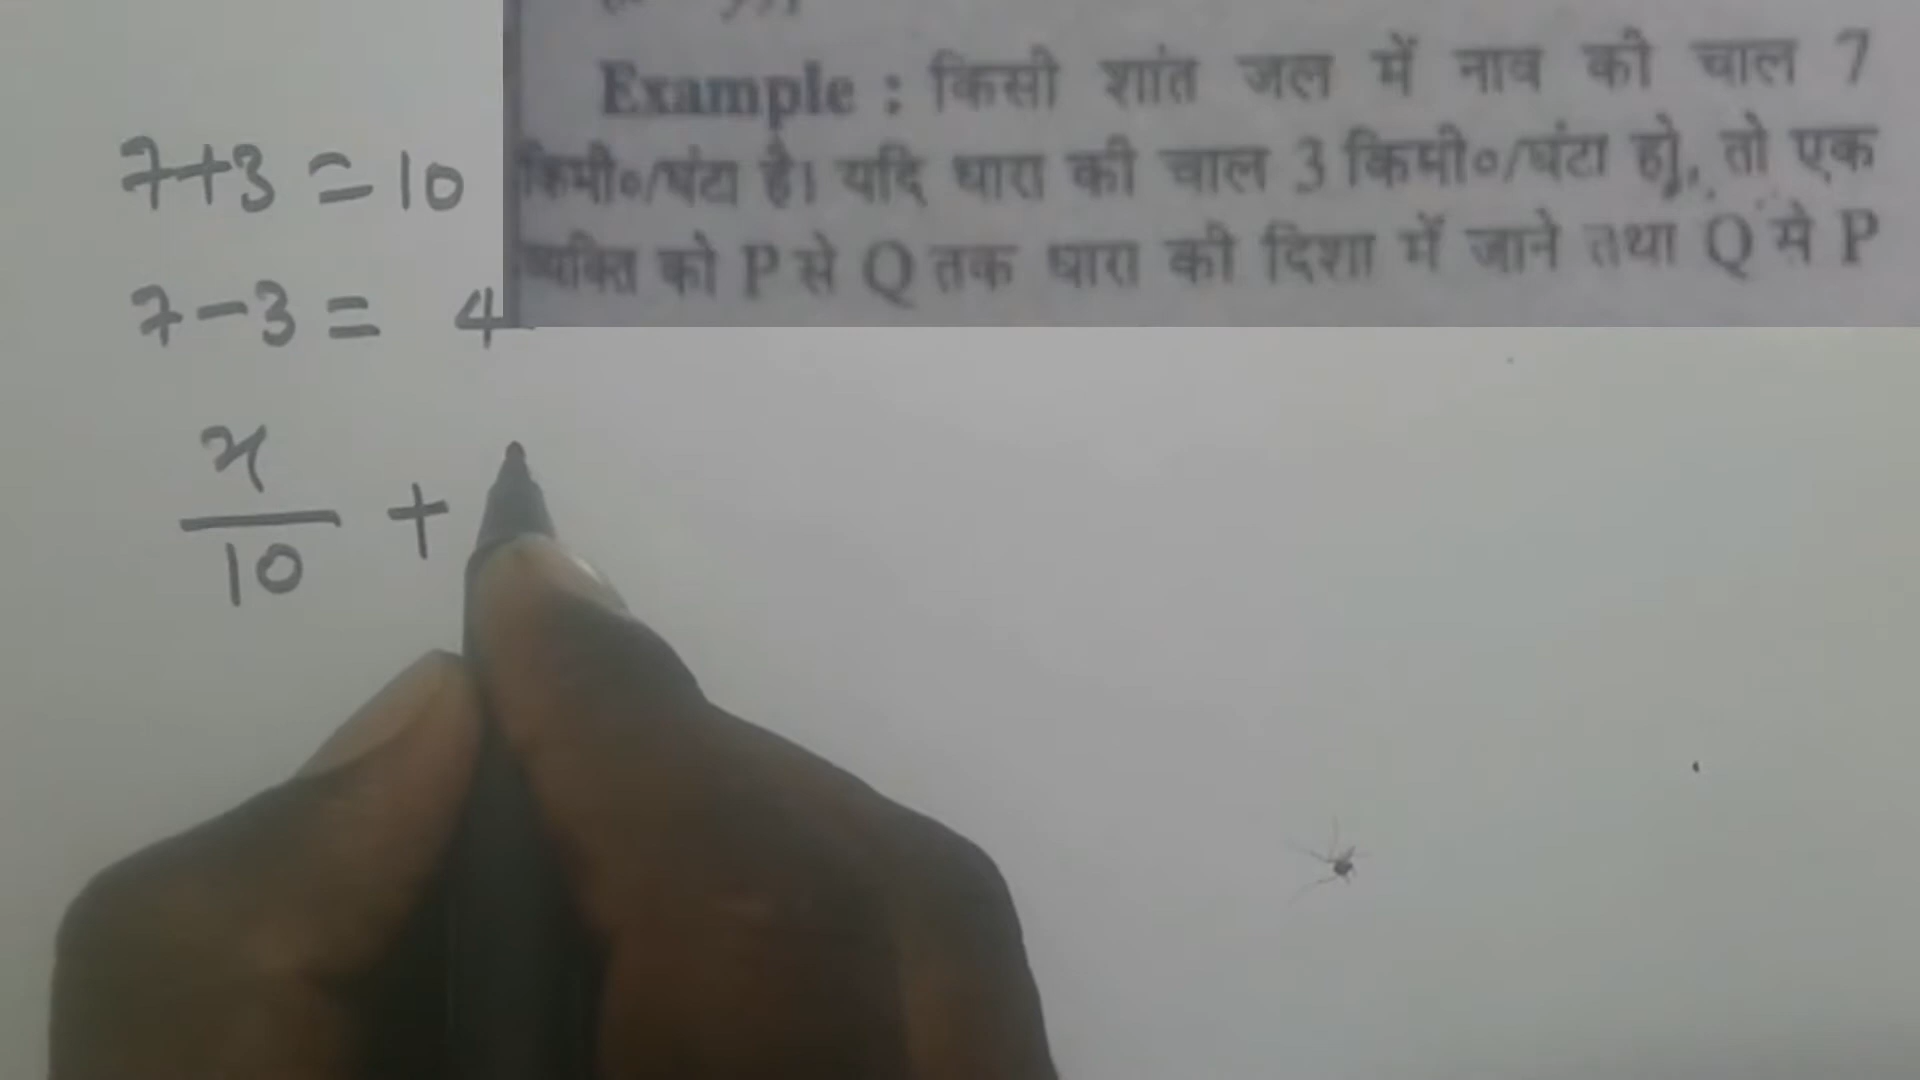 Example : किसी शांत जल में नाव की चाल 7
किमी०/घंटा है। यदि धारा की चाल 3 किमी०/घंटा हो, तो एक
व्यक्ति को P से Q तक धारा की दिशा में जाने तथा Q से P
7+3 = 10
7-3 = 4
x
10 +